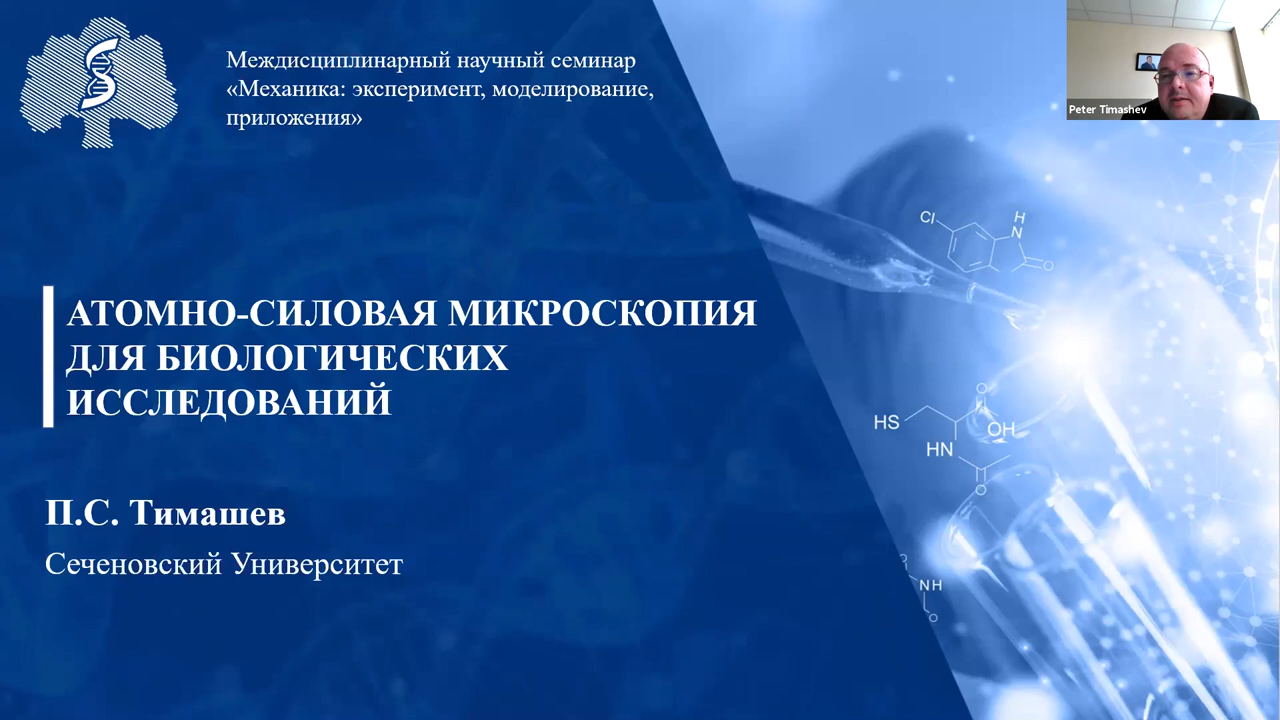 Междисциплинарный научный семинар
«Механика: эксперимент, моделирование,
приложения»
Peter Timashev
АТОМНО-СИЛОВАЯ МИКРОСКОПИЯ
ДЛЯ БИОЛОГИЧЕСКИХ
ИССЛЕДОВАНИЙ
П.С. Тимашев
Сеченовский Университет
Cl
H
N
O
O
HS
OH
HN
O
O
NH
O